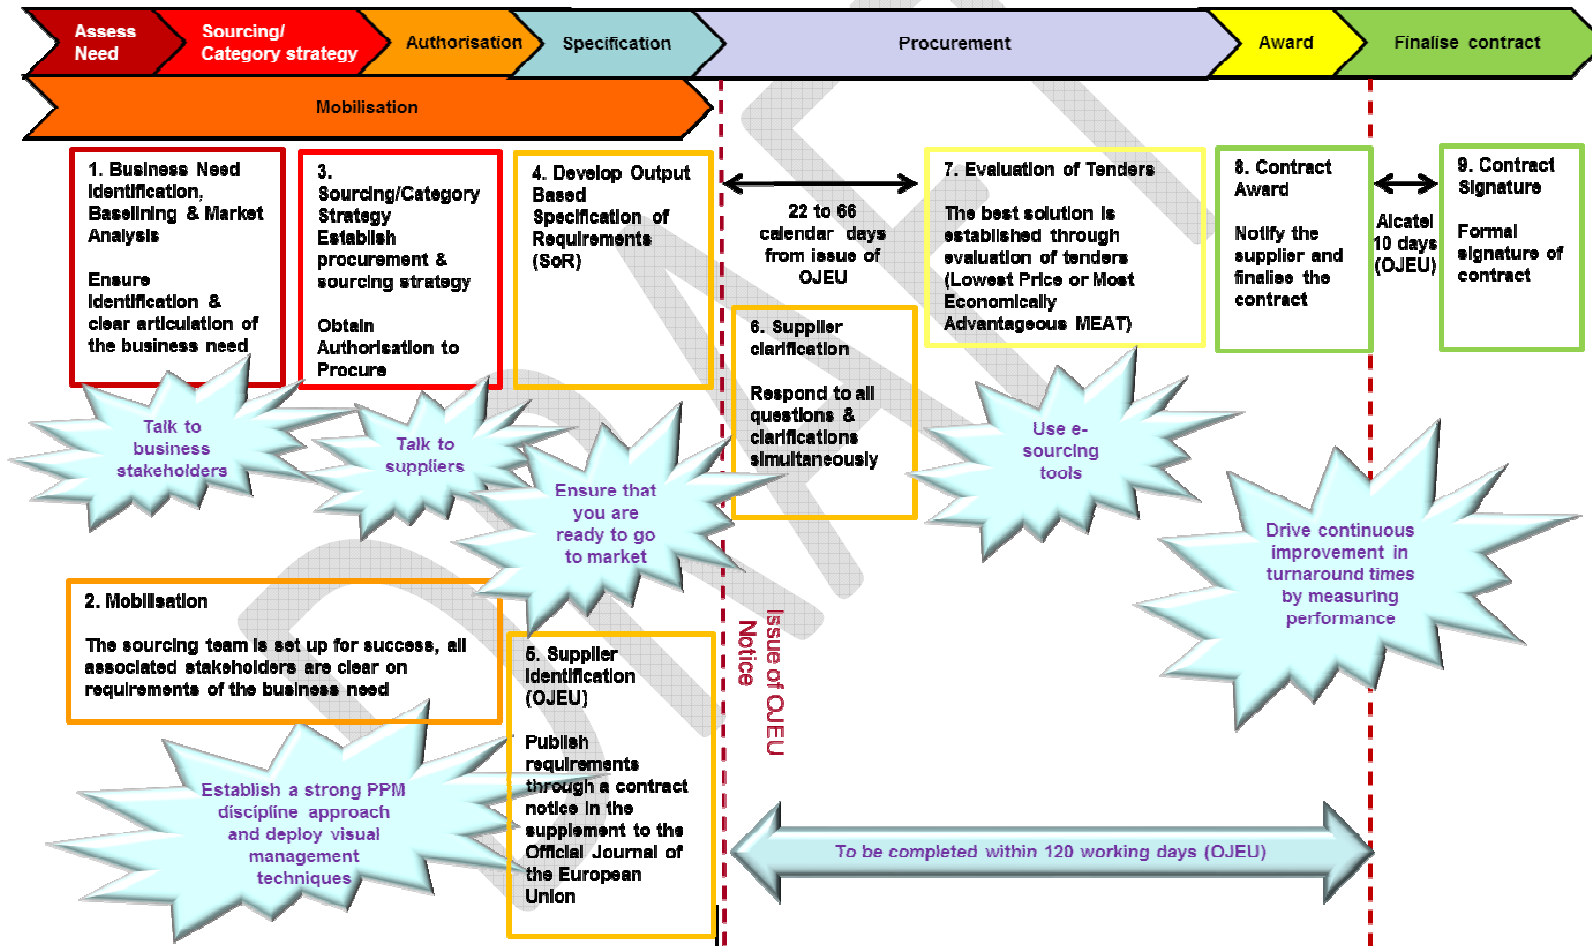 Assess
Need
Sourcing/
Category strategy
Authorisation
Specification
Procurement
Award
Finalise contract
Mobilisation
1. Business Need
Identification,
Baselining & Market
Analysis
Ensure
identification &
clear articulation of
the business need
3.
Sourcing/Category
Strategy
Establish
procurement &
sourcing strategy
Obtain
Authorisation to
Procure
4. Develop Output
Based
Specification of
Requirements
(SoR)
22 to 66
calendar days
from issue of
OJEU
7. Evaluation of Tenders
The best solution is
established through
evaluation of tenders
(Lowest Price or Most
Economically
Advantageous MEAT)
8. Contract
Award
Notify the
supplier and
finalise the
contract
Alcatel
10 days
(OJEU)
9. Contract
Signature
Formal
signature of
contract
6. Supplier
clarification
Respond to all
questions &
clarifications
simultaneously
Talk to
business
stakeholders
Talk to
suppliers
Ensure that
you are
ready to go
to market
Use e-
sourcing
tools
Drive continuous
improvement in
turnaround times
by measuring
performance
2. Mobilisation
The sourcing team is set up for success, all
associated stakeholders are clear on
requirements of the business need
5. Supplier
Identification
(OJEU)
Publish
requirements
through a contract
notice in the
supplement to the
Official Journal of
the European
Union
Issue of OJEU
Notice
Establish a strong PPM
discipline approach
and deploy visual
management
techniques
To be completed within 120 working days (OJEU)
DRAFT